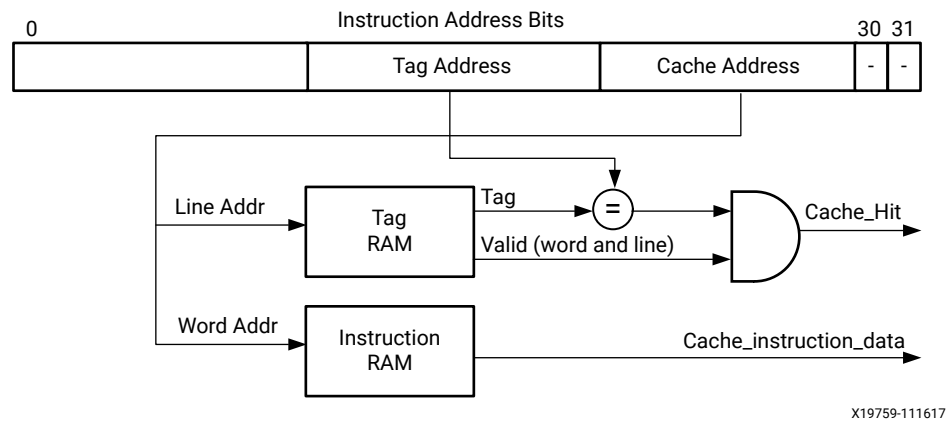 Instruction Address Bits
0
30 31
Tag Address
Cache Address
-
-
Line Addr
Tag
RAM
Tag
=
Valid (word and line)
Cache_Hit
Word Addr
Instruction
RAM
Cache_instruction_data
X19759-111617